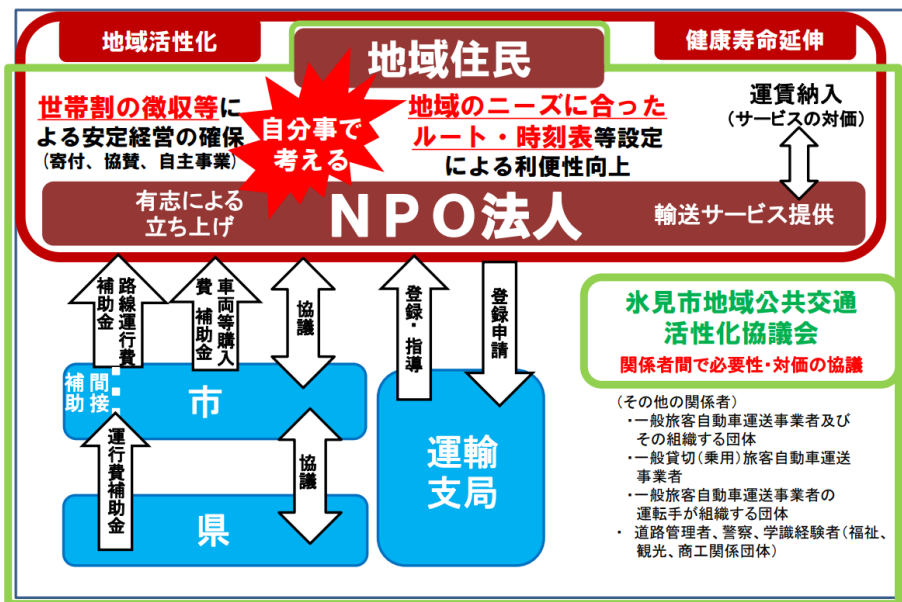 地域活性化
地域住民
健康寿命延伸
世帯割の徴収等に
よる安定経営の確保
(寄付、協賛、自主事業)
自分事で
考える
地域のニーズに合った
ルート・時刻表等設定
による利便性向上
運賃納入
(サービスの対価)
有志による
立ち上げ
NPO法人
輸送サービス提供
路線運行費
補助金
車両等購入
費 補助金
協議
登録・指導
登録申請
氷見市地域公共交通
活性化協議会
関係者間で必要性・対価の協議
間接
補助
市
運行費補助金
協議
県
運輸
支局
(その他の関係者)
・一般旅客自動車運送事業者及び
その組織する団体
・一般貸切(乗用)旅客自動車運送
事業者
・一般旅客自動車運送事業者の
運転手が組織する団体
・ 道路管理者、警察、学識経験者(福祉、
観光、商工関係団体)